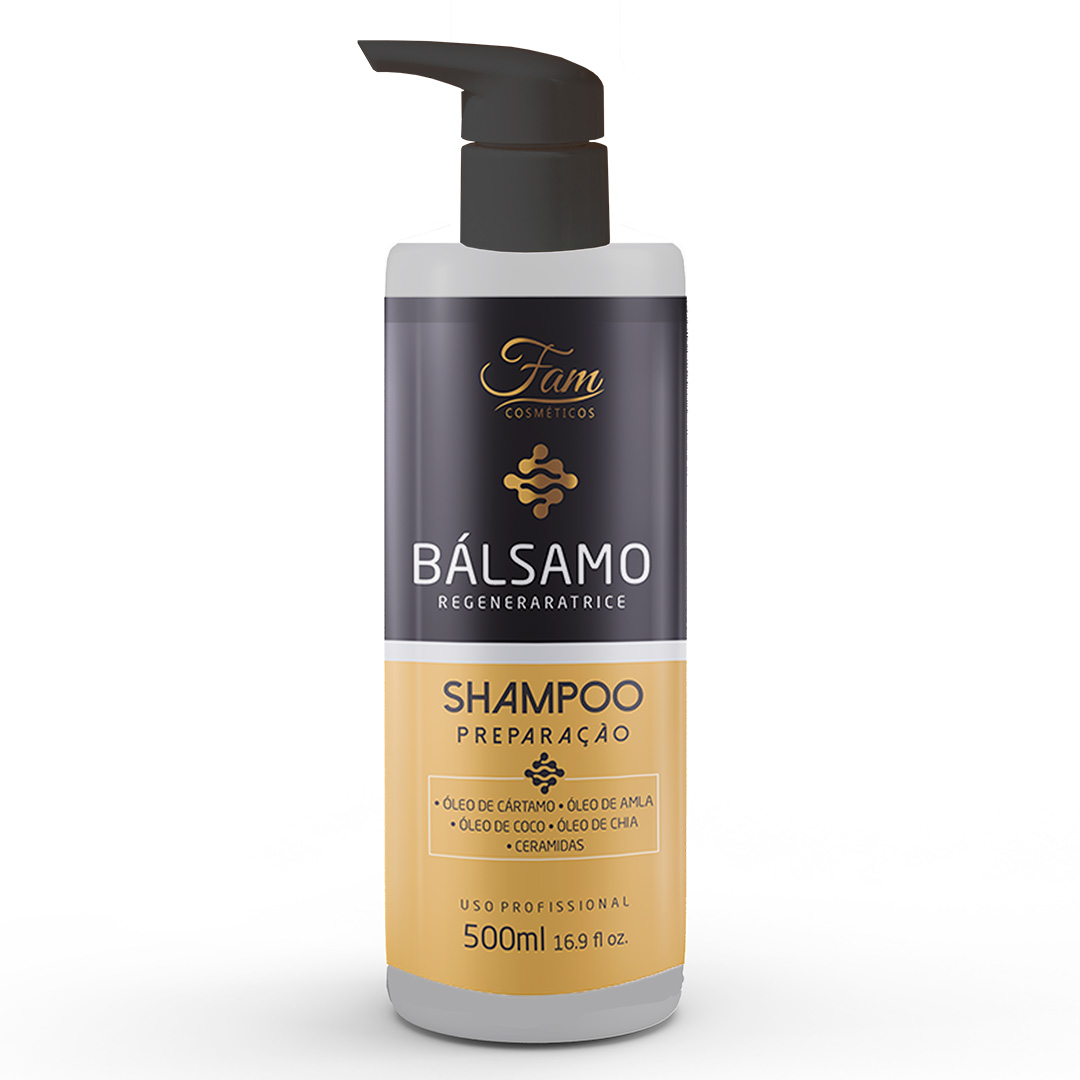 Fam
COSMÉTICOS
BÁLSAMO
REGENERARATRICE
SHAMPOO
PREPARAÇÃO
• ÓLEO DE CÁRTAMO • ÓLEO DE AMLA
• ÓLEO DE COCO • ÓLEO DE CHIA
• CERAMIDAS
USO PROFISSIONAL
500ml 16.9 fl oz.